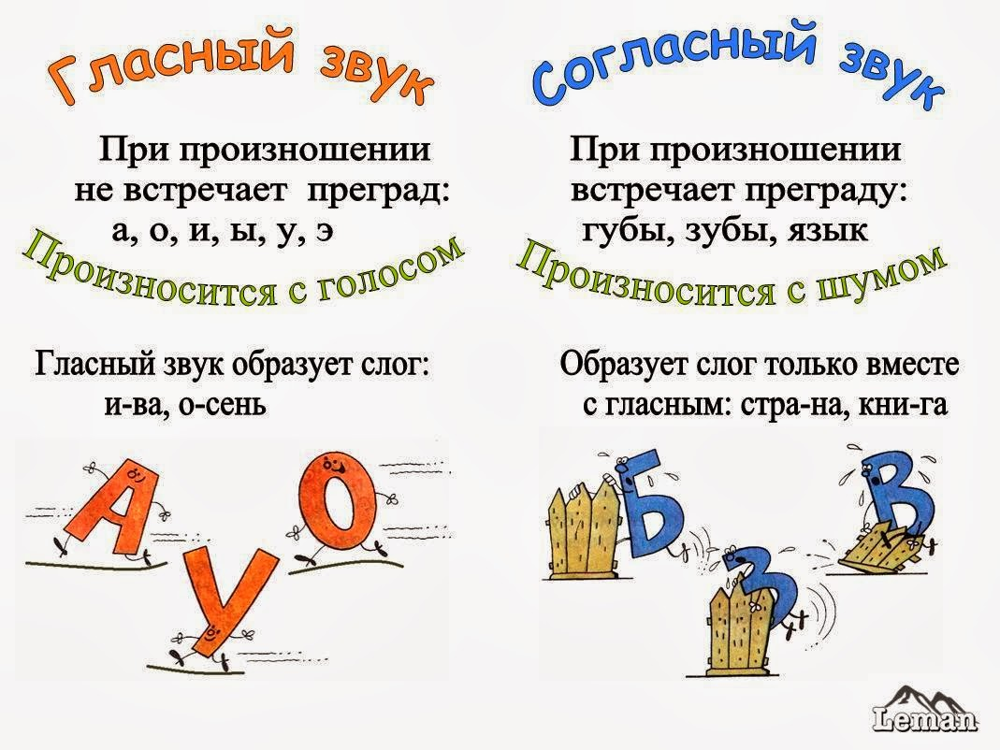 Гласный звук
При произношении
не встречает преград:
а, о, и, ы, у, э
Произносится с голосом
Гласный звук образует слог:
и-ва, о-сень
А
О
У
Согласный звук
При произношении
встречает преграду:
губы, зубы, язык
Произносится с шумом
Образует слог только вместе
с гласным: стра-на, кни-га
Б
В
З
Leman